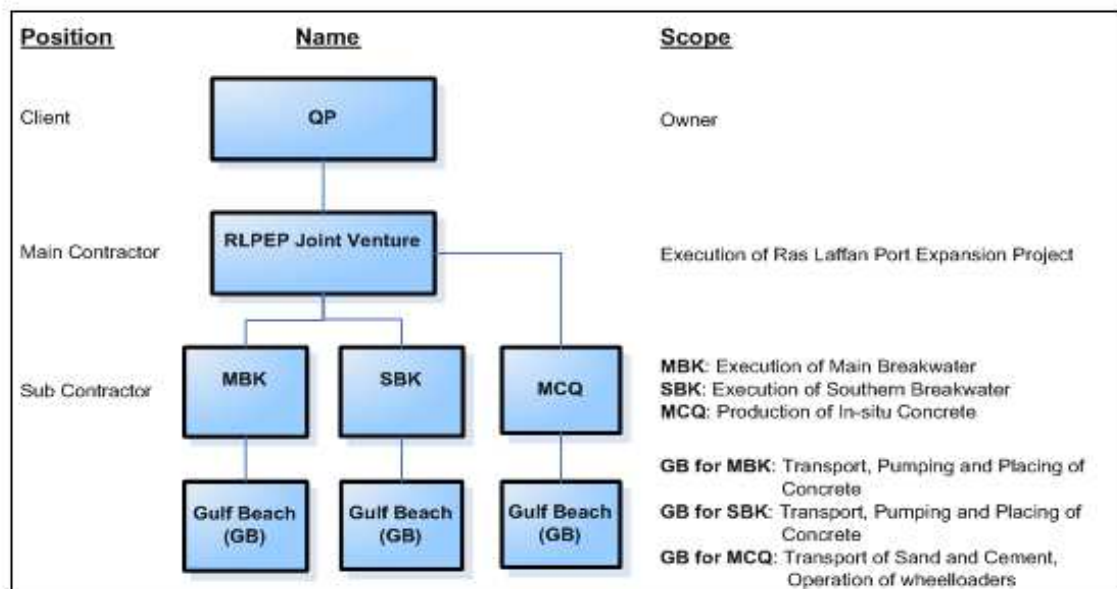 Position Name Scope
Client QP Owner
Main Contractor RLPEP Joint Venture Execution of Ras Laffan Port Expansion Project
Sub Contractor MBK SBK MCQ
MBK: Execution of Main Breakwater
SBK: Execution of Southern Breakwater
MCQ: Production of In-situ Concrete
Gulf Beach
(GB)
Gulf Beach
(GB)
Gulf Beach
(GB)
GB for MBK: Transport, Pumping and Placing of
Concrete
GB for SBK: Transport, Pumping and Placing of
Concrete
GB for MCQ: Transport of Sand and Cement,
Operation of wheelloaders